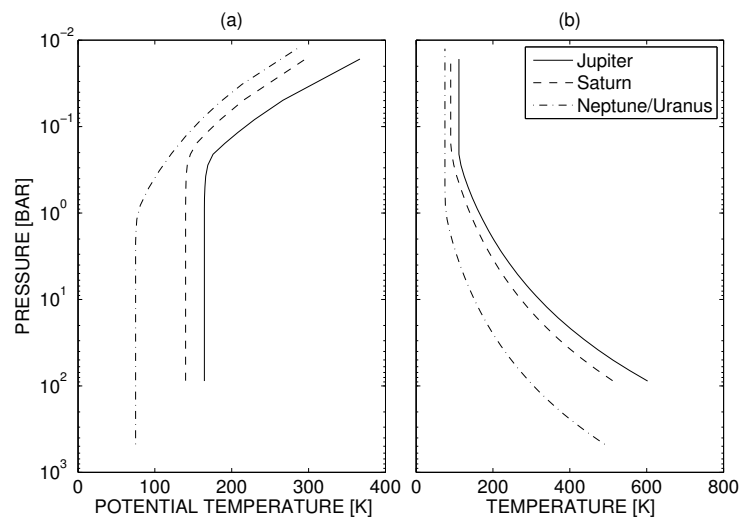 (a)
(b)
10⁻²
10⁻¹
10⁰
10¹
10²
10³
PRESSURE [BAR]
0
100
200
300
400
POTENTIAL TEMPERATURE [K]
Jupiter
Saturn
Neptune/Uranus
0
200
400
600
800
TEMPERATURE [K]